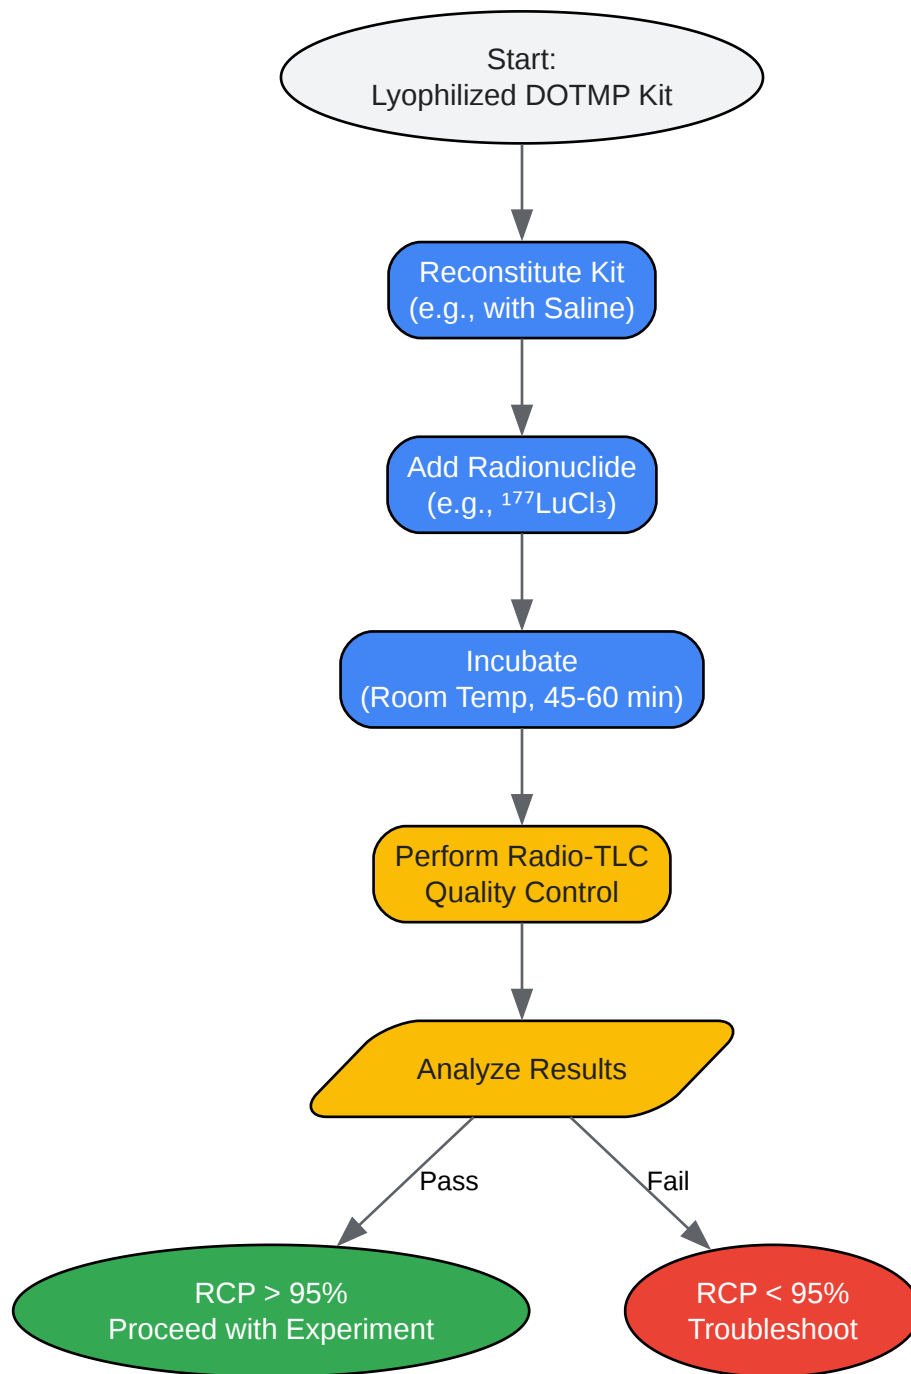 Start:
Lyophilized DOTMP Kit
Reconstitute Kit
(e.g., with Saline)
Add Radionuclide
(e.g., ¹⁷⁷LuCl₃)
Incubate
(Room Temp, 45-60 min)
Perform Radio-TLC
Quality Control
Analyze Results
Pass
Fail
RCP > 95%
Proceed with Experiment
RCP < 95%
Troubleshoot